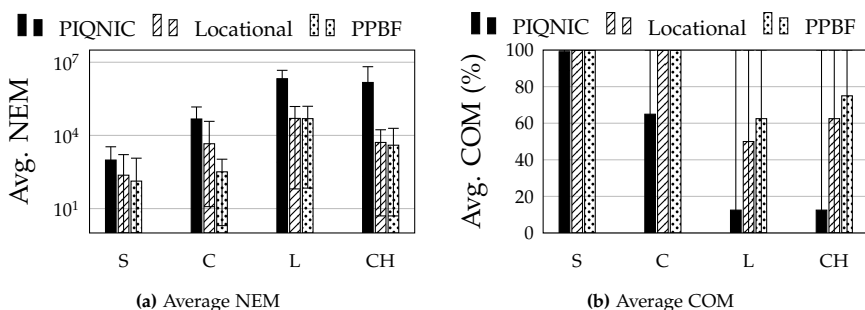 PIQNIC Locational PPBF
Avg. NEM
10^7
10^4
10^1
S C L CH
(a) Average NEM
PIQNIC Locational PPBF
Avg. COM (%)
100
80
60
40
20
0
S C L CH
(b) Average COM